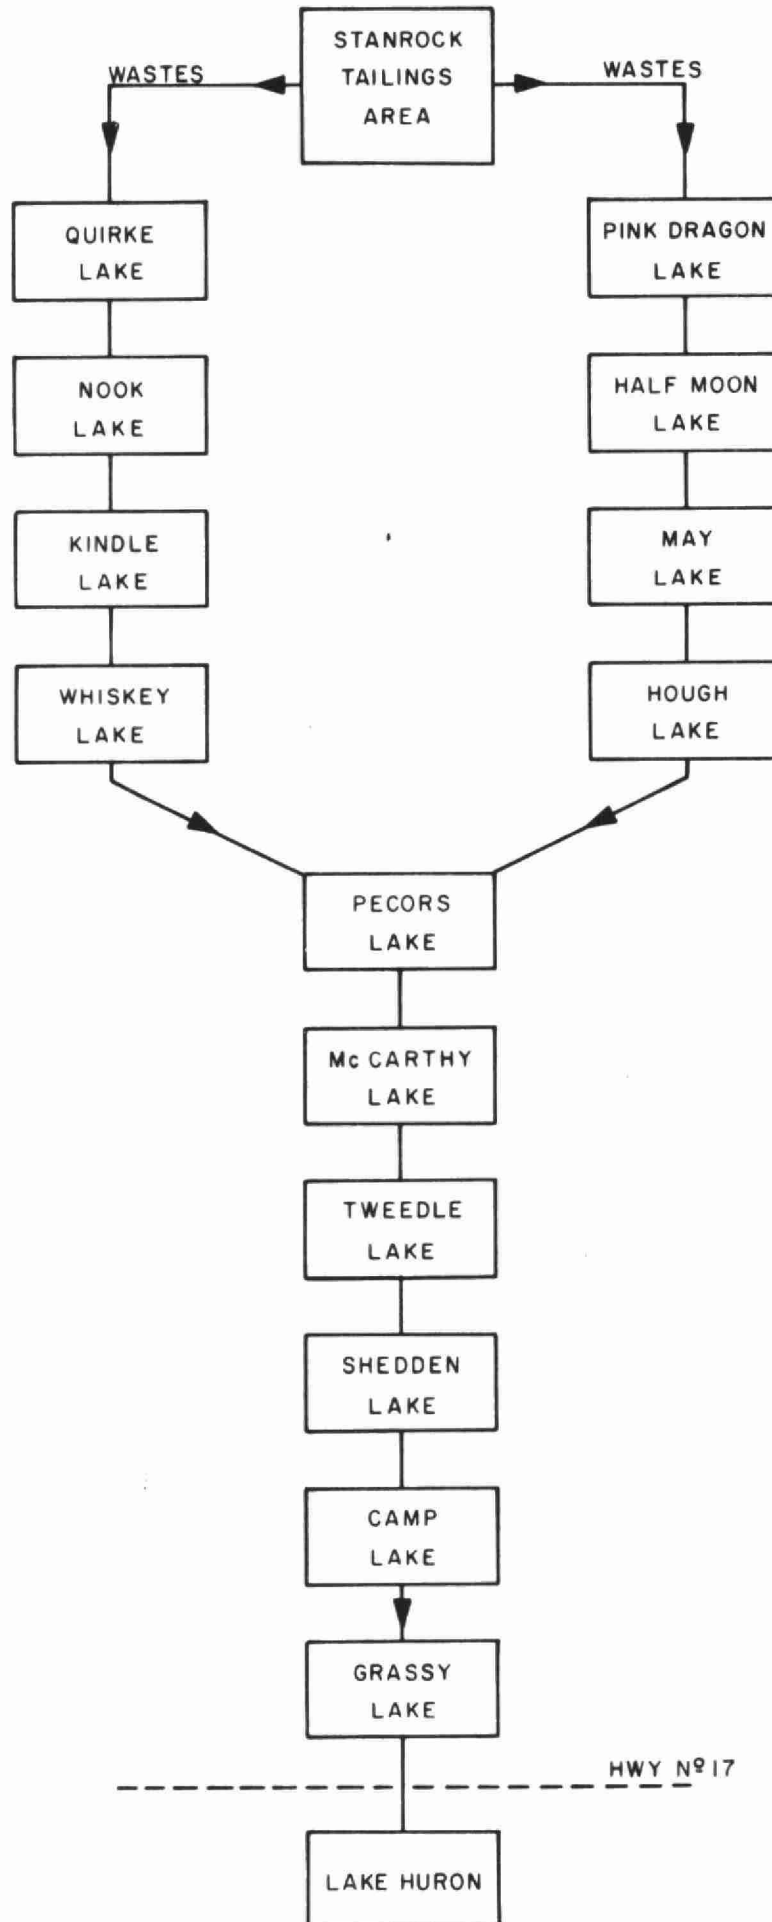 STANROCK
TAILINGS
AREA
WASTES
WASTES
QUIRKE
LAKE
PINK DRAGON
LAKE
NOOK
LAKE
HALF MOON
LAKE
KINDLE
LAKE
MAY
LAKE
WHISKEY
LAKE
HOUGH
LAKE
PECORS
LAKE
Mc CARTHY
LAKE
TWEEDLE
LAKE
SHEDDEN
LAKE
CAMP
LAKE
GRASSY
LAKE
HWY Nº 17
LAKE HURON